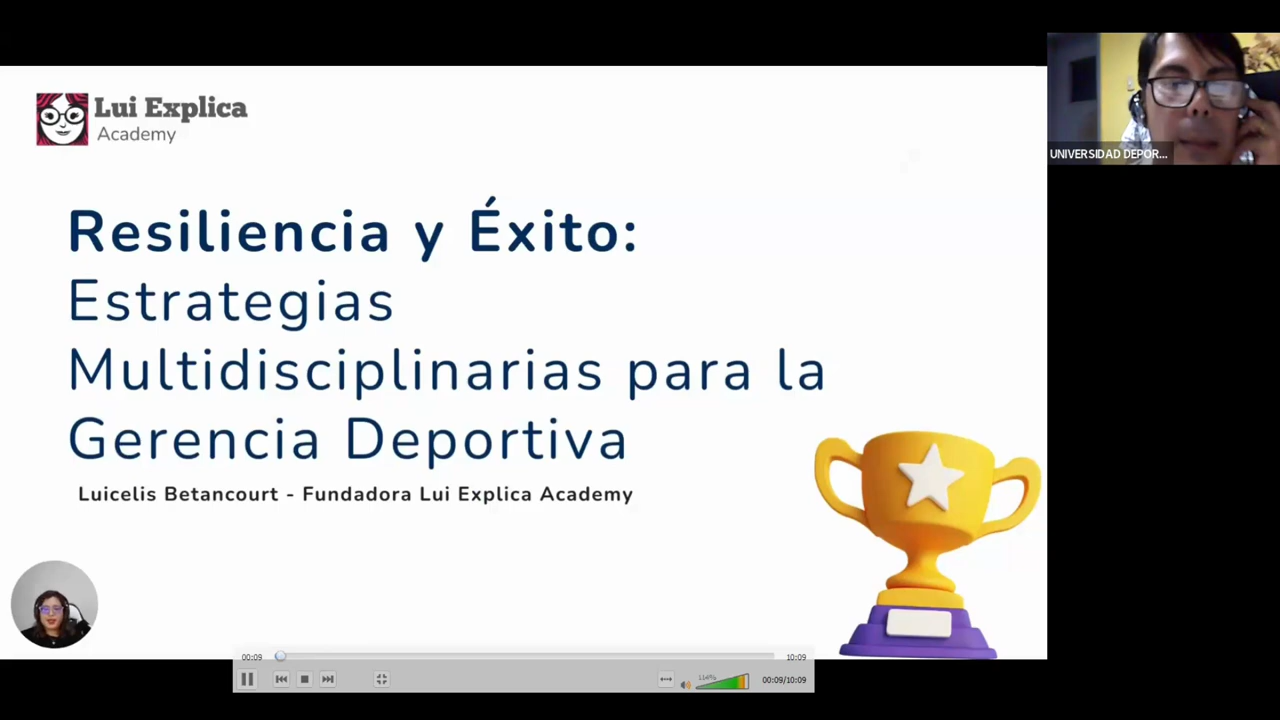 Lui Explica
Academy
UNIVERSIDAD DEPOR...
Resiliencia y Éxito:
Estrategias
Multidisciplinarias para la
Gerencia Deportiva
Luicelis Betancourt - Fundadora Lui Explica Academy
00:09
10:09
114%
00:09/10:09